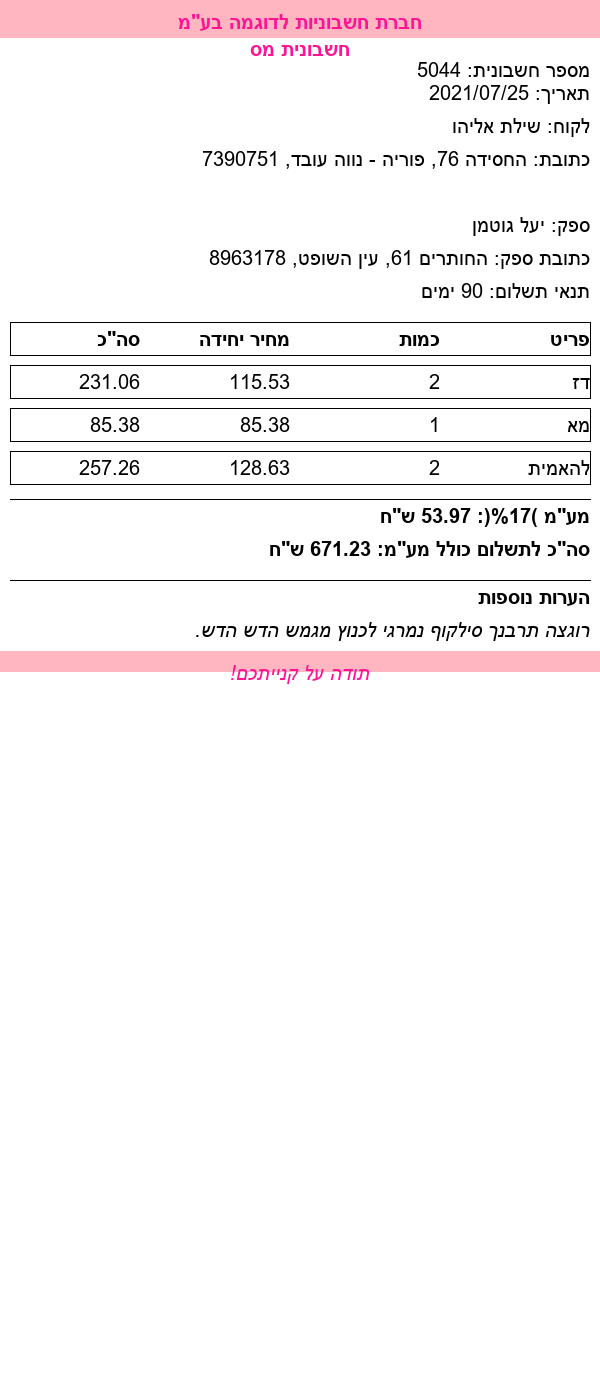 חברת חשבוניות לדוגמה בע"מ
חשבונית מס
מספר חשבונית: 5044
תאריך: 2021/07/25
לקוח: שילת אליהו
כתובת: החסידה 76, פוריה - נווה עובד, 7390751
ספק: יעל גוטמן
כתובת ספק: החותרים 61, עין השופט, 8963178
תנאי תשלום: 90 ימים
פריט כמות מחיר יחידה סה"כ
דז 2 115.53 231.06
מא 1 85.38 85.38
להאמית 2 128.63 257.26
מע"מ )17%(: 53.97 ש"ח
סה"כ לתשלום כולל מע"מ: 671.23 ש"ח
הערות נוספות
רוגצה תרבנך סילקוף נמרגי לכנוץ מגמש הדש הדש.
תודה על קנייתכם!